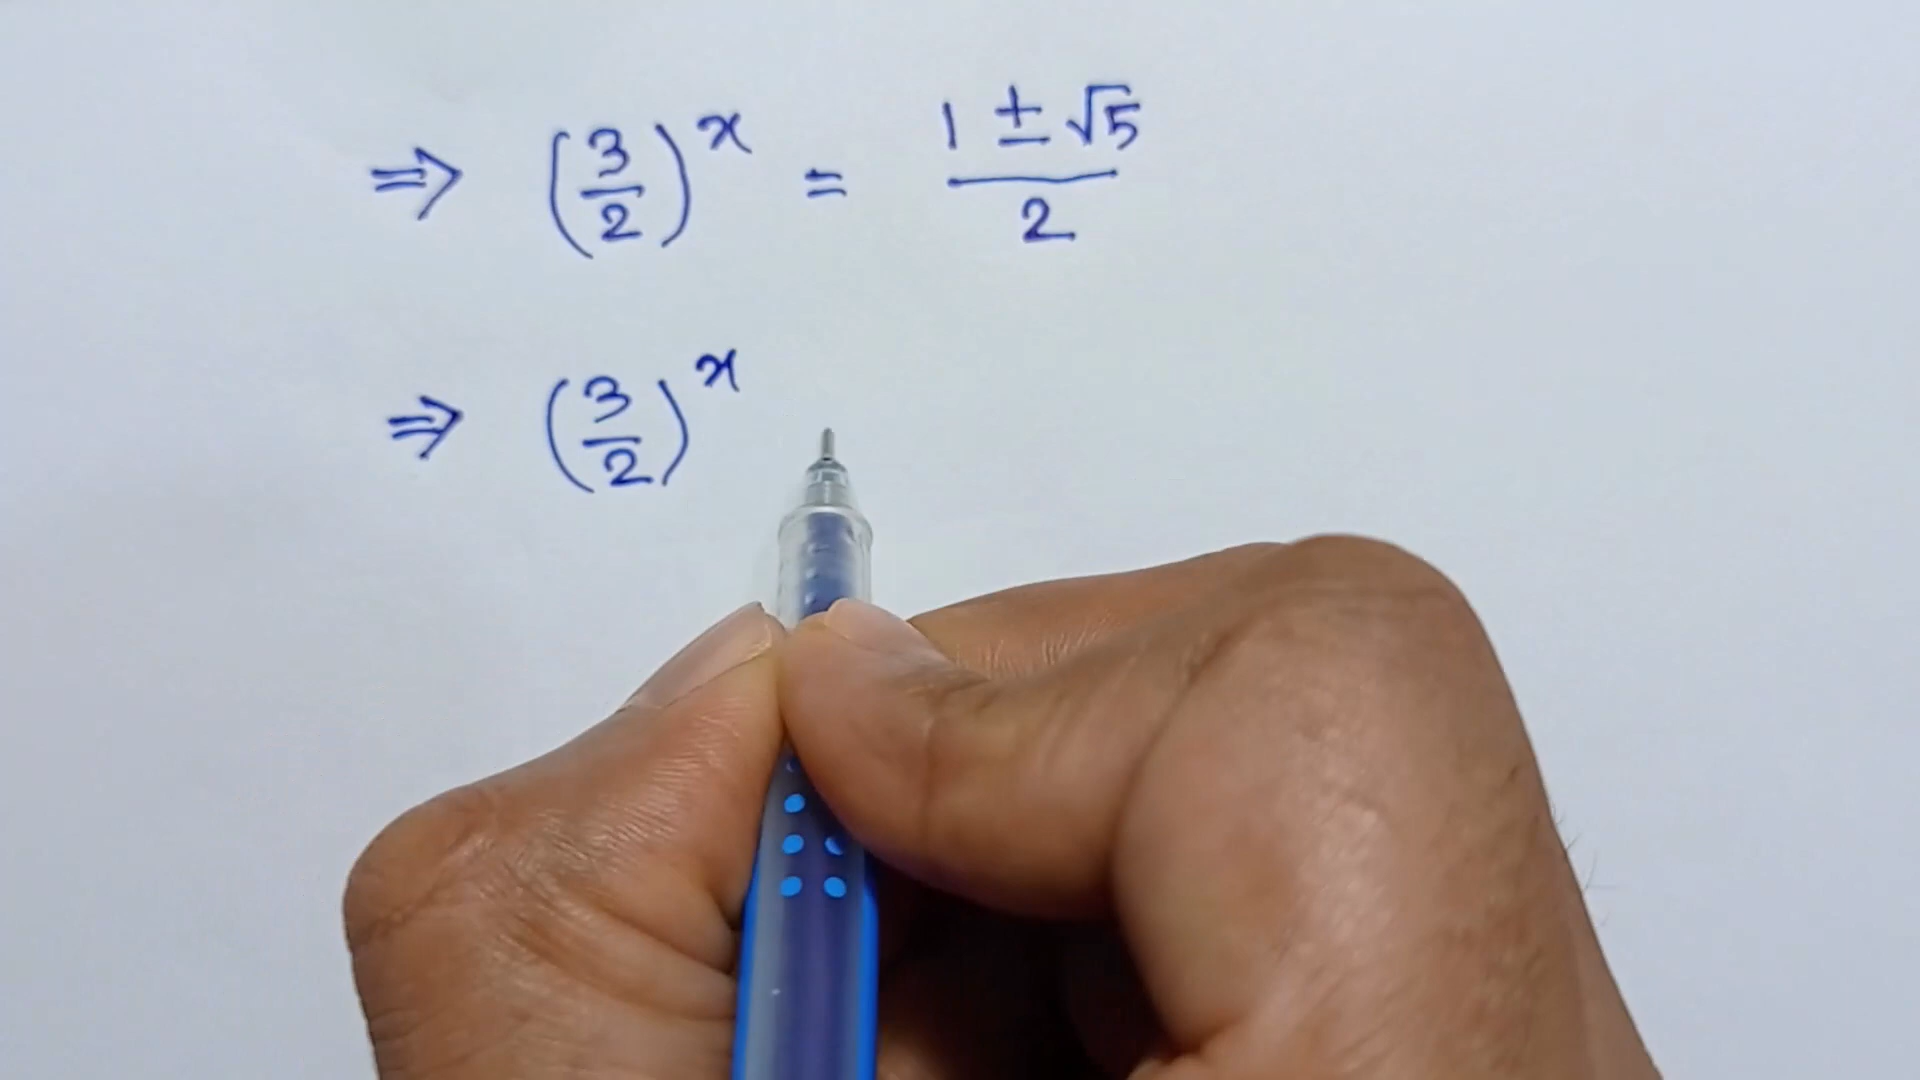 ⇒ (3/2)^x = (1 ± √5)/2
⇒ (3/2)^x